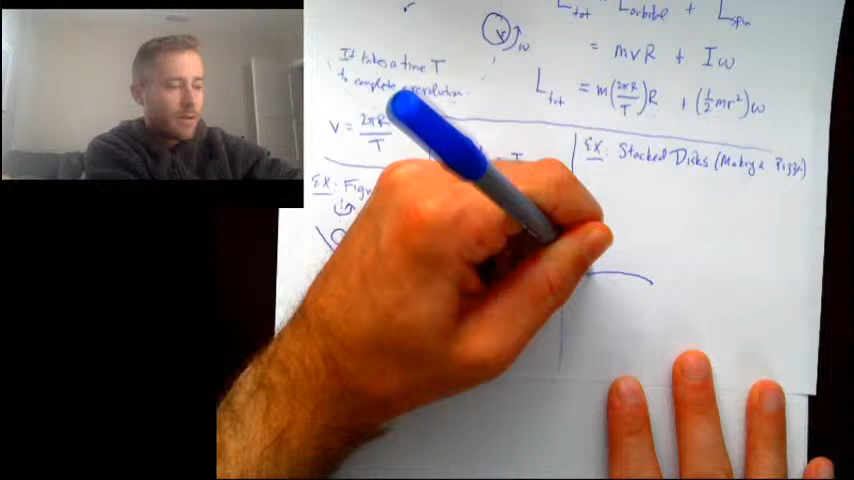 L_tot = L_orbital + L_spin
= mvR + Iω
L_tot = m(2πR/T)R + (½mr²)ω
r
ω
It takes a time T
to complete a revolution
V = 2πR/T
EX: Stacked Disks (Making a Pizza)
EX: Figu